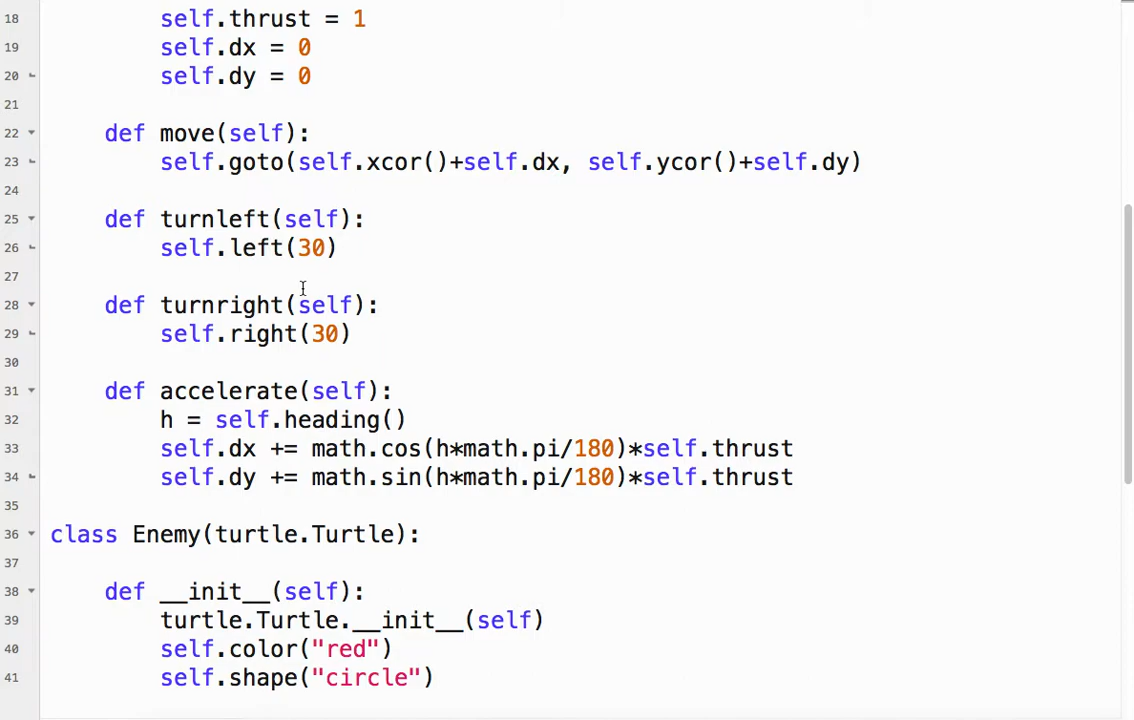 18 self.thrust = 1
19 self.dx = 0
20 self.dy = 0
21
22 def move(self):
23 self.goto(self.xcor()+self.dx, self.ycor()+self.dy)
24
25 def turnleft(self):
26 self.left(30)
27
28 def turnright(self):
29 self.right(30)
30
31 def accelerate(self):
32 h = self.heading()
33 self.dx += math.cos(h*math.pi/180)*self.thrust
34 self.dy += math.sin(h*math.pi/180)*self.thrust
35
36 class Enemy(turtle.Turtle):
37
38 def __init__(self):
39 turtle.Turtle.__init__(self)
40 self.color("red")
41 self.shape("circle")